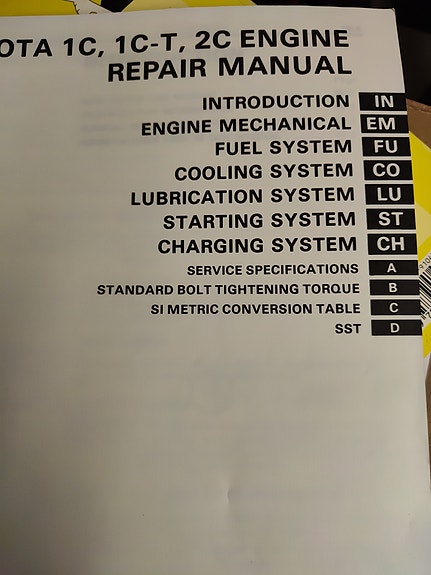 OTA 1C, 1C-T, 2C ENGINE
REPAIR MANUAL
INTRODUCTION IN
ENGINE MECHANICAL EM
FUEL SYSTEM FU
COOLING SYSTEM CO
LUBRICATION SYSTEM LU
STARTING SYSTEM ST
CHARGING SYSTEM CH
SERVICE SPECIFICATIONS A
STANDARD BOLT TIGHTENING TORQUE B
SI METRIC CONVERSION TABLE C
SST D